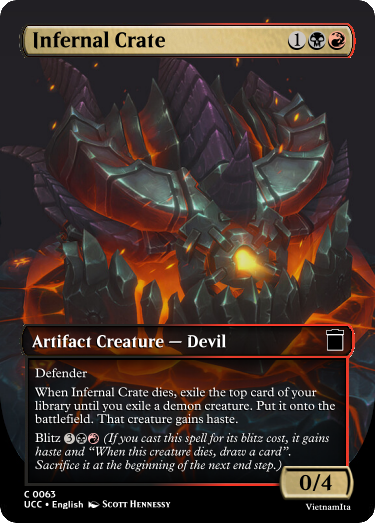 Infernal Crate 1
Artifact Creature — Devil
Defender
When Infernal Crate dies, exile the top card of your
library until you exile a demon creature. Put it onto the
battlefield. That creature gains haste.
Blitz 3 (If you cast this spell for its blitz cost, it gains
haste and “When this creature dies, draw a card”.
Sacrifice it at the beginning of the next end step.)
0/4
C 0063
UCC • English Scott Hennessy
VietnamIta